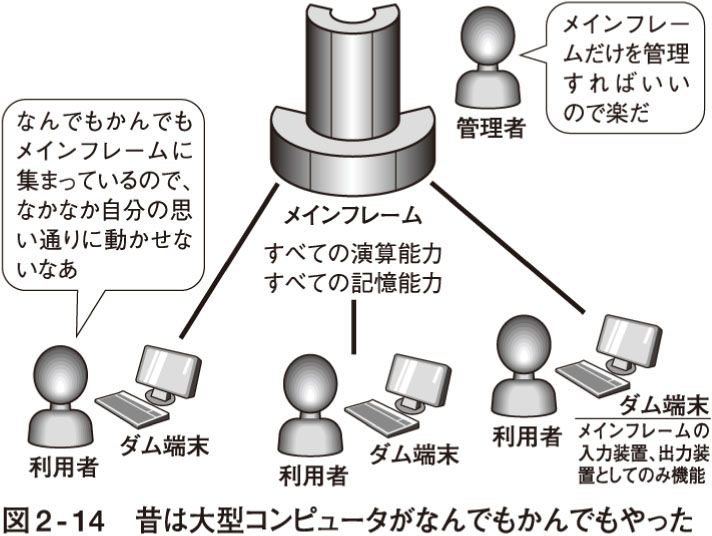 メインフレー
ムだけを管理
すればいい
ので楽だ
管理者
なんでもかんでも
メインフレームに
集まっているので、
なかなか自分の思
い通りに動かせな
いなあ
メインフレーム
すべての演算能力
すべての記憶能力
利用者
ダム端末
利用者
ダム端末
利用者
ダム端末
メインフレームの
入力装置、出力装
置としてのみ機能
図2-14　昔は大型コンピュータがなんでもかんでもやった